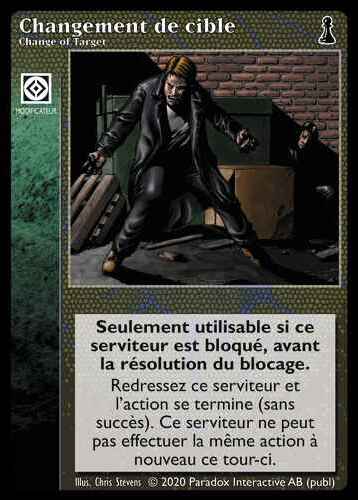 Changement de cible
Change of Target
MODIFICATEUR
Seulement utilisable si ce
serviteur est bloqué, avant
la résolution du blocage.
Redressez ce serviteur et
l'action se termine (sans
succès). Ce serviteur ne peut
pas effectuer la même action à
nouveau ce tour-ci.
Illus. Chris Stevens © 2020 Paradox Interactive AB (publ)